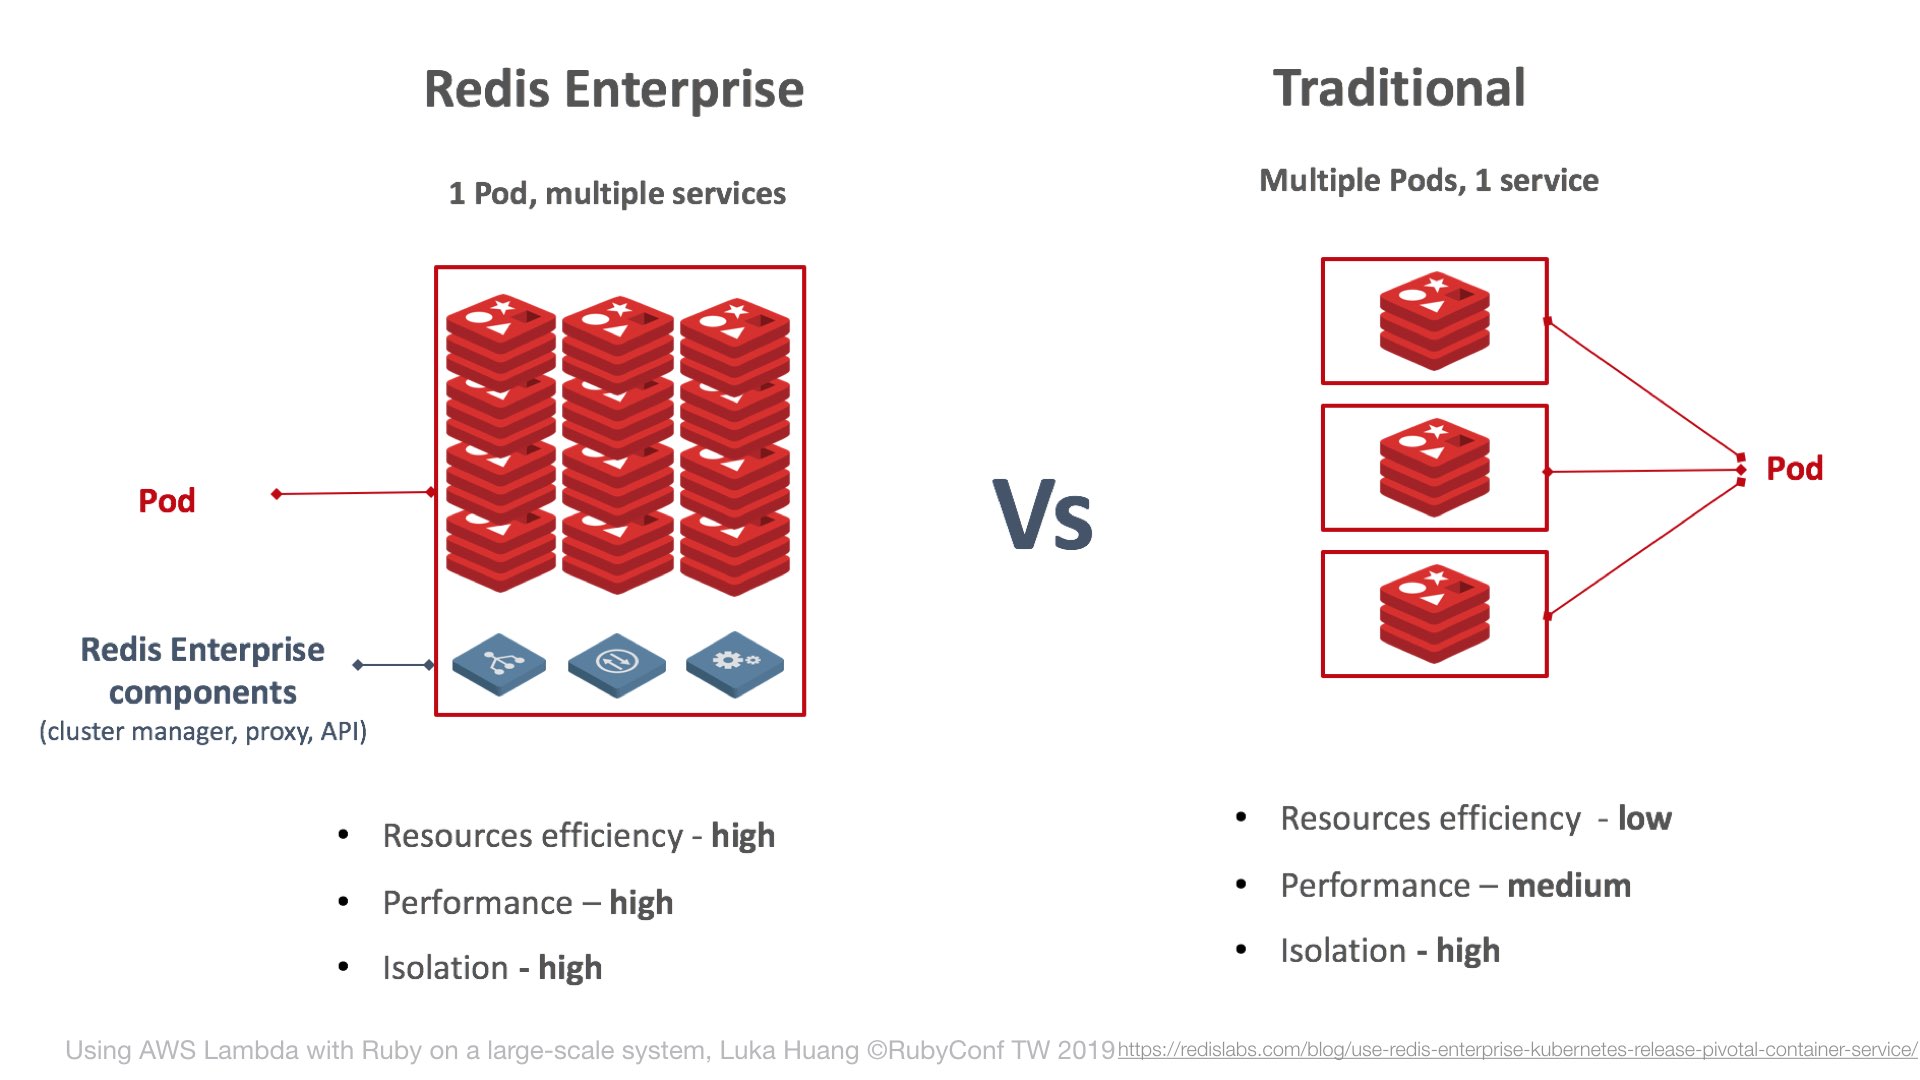 Redis Enterprise
1 Pod, multiple services
Pod
Redis Enterprise
components
(cluster manager, proxy, API)
• Resources efficiency - high
• Performance – high
• Isolation - high
Vs
Traditional
Multiple Pods, 1 service
Pod
• Resources efficiency - low
• Performance – medium
• Isolation - high
Using AWS Lambda with Ruby on a large-scale system, Luka Huang ©RubyConf TW 2019
https://redislabs.com/blog/use-redis-enterprise-kubernetes-release-pivotal-container-service/